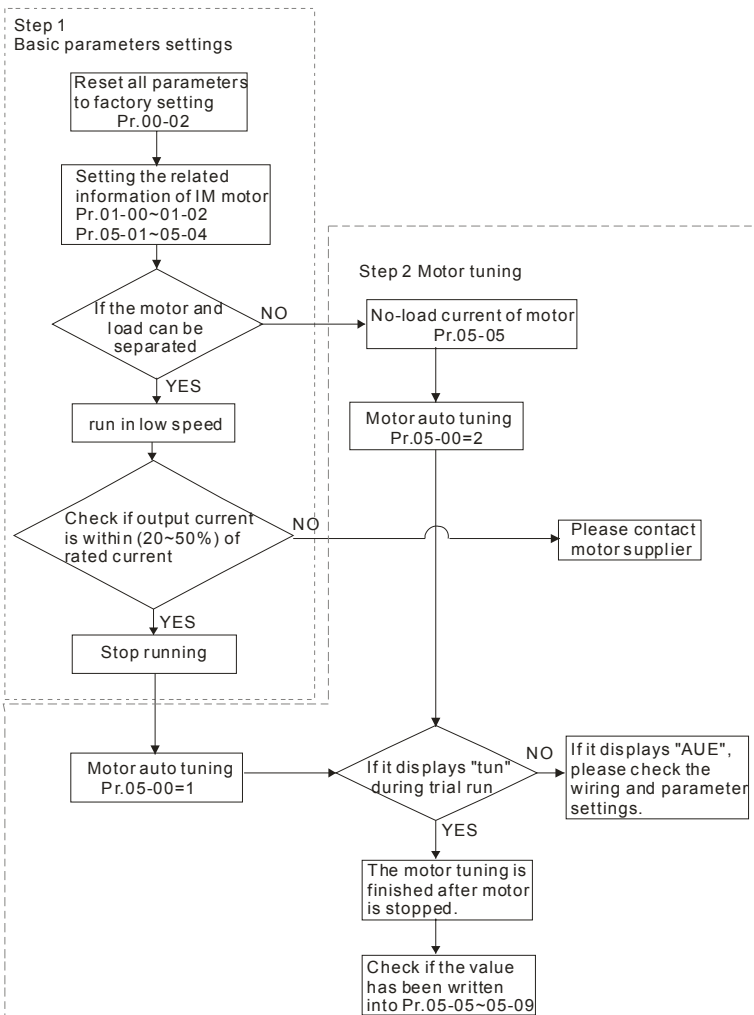 Step 1
Basic parameters settings
Reset all parameters
to factory setting
Pr.00-02
Setting the related
information of IM motor
Pr.01-00~01-02
Pr.05-01~05-04
If the motor and
load can be
separated
NO
YES
run in low speed
Check if output current
is within (20~50%) of
rated current
NO
YES
Stop running
Step 2 Motor tuning
No-load current of motor
Pr.05-05
Motor auto tuning
Pr.05-00=2
Please contact
motor supplier
Motor auto tuning
Pr.05-00=1
If it displays "tun"
during trial run
NO
If it displays "AUE",
please check the
wiring and parameter
settings.
YES
The motor tuning is
finished after motor
is stopped.
Check if the value
has been written
into Pr.05-05~05-09